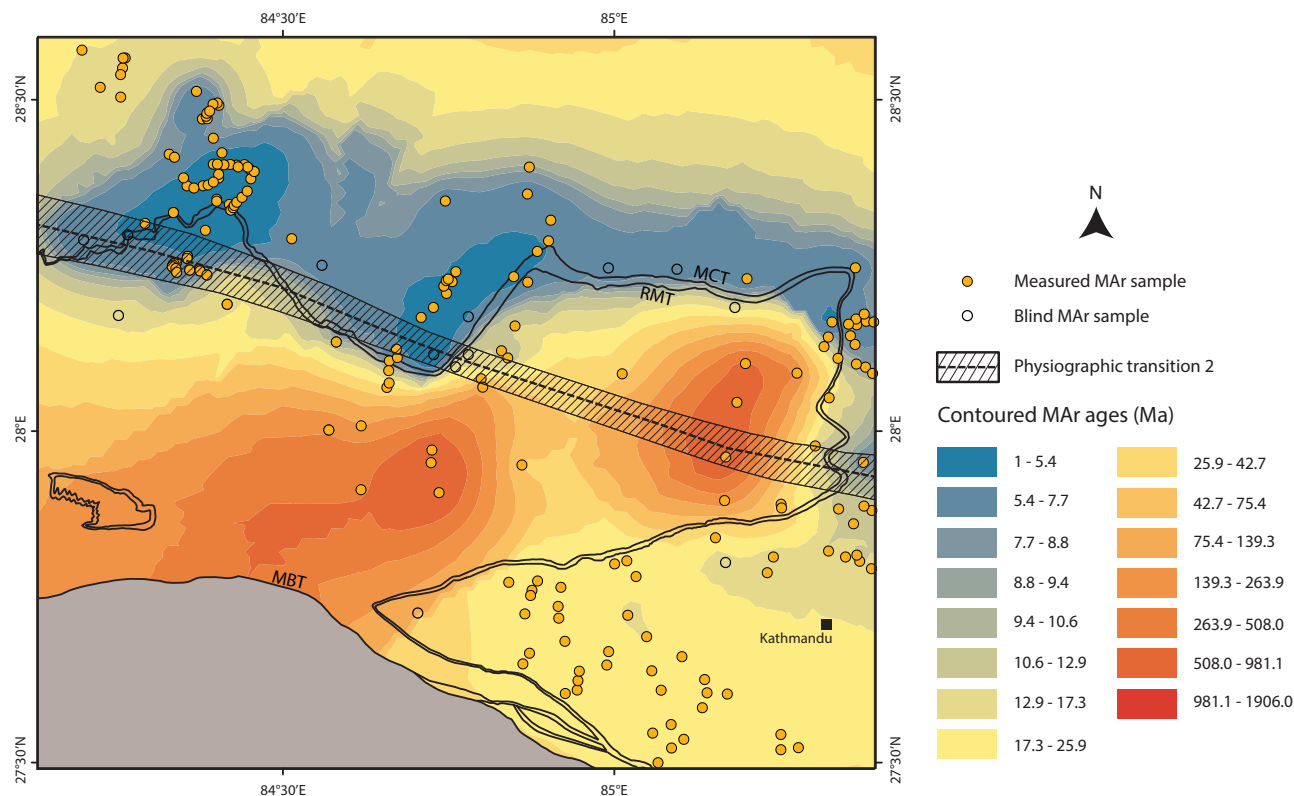 84°30'E
85°E
28°30'N
28°30'N
N
MCT
RMT
Measured MAr sample
Blind MAr sample
Physiographic transition 2
28°E
28°E
Contoured MAr ages (Ma)
1 - 5.4
5.4 - 7.7
7.7 - 8.8
8.8 - 9.4
9.4 - 10.6
10.6 - 12.9
12.9 - 17.3
17.3 - 25.9
25.9 - 42.7
42.7 - 75.4
75.4 - 139.3
139.3 - 263.9
263.9 - 508.0
508.0 - 981.1
981.1 - 1906.0
MBT
Kathmandu
27°30'N
27°30'N
84°30'E
85°E